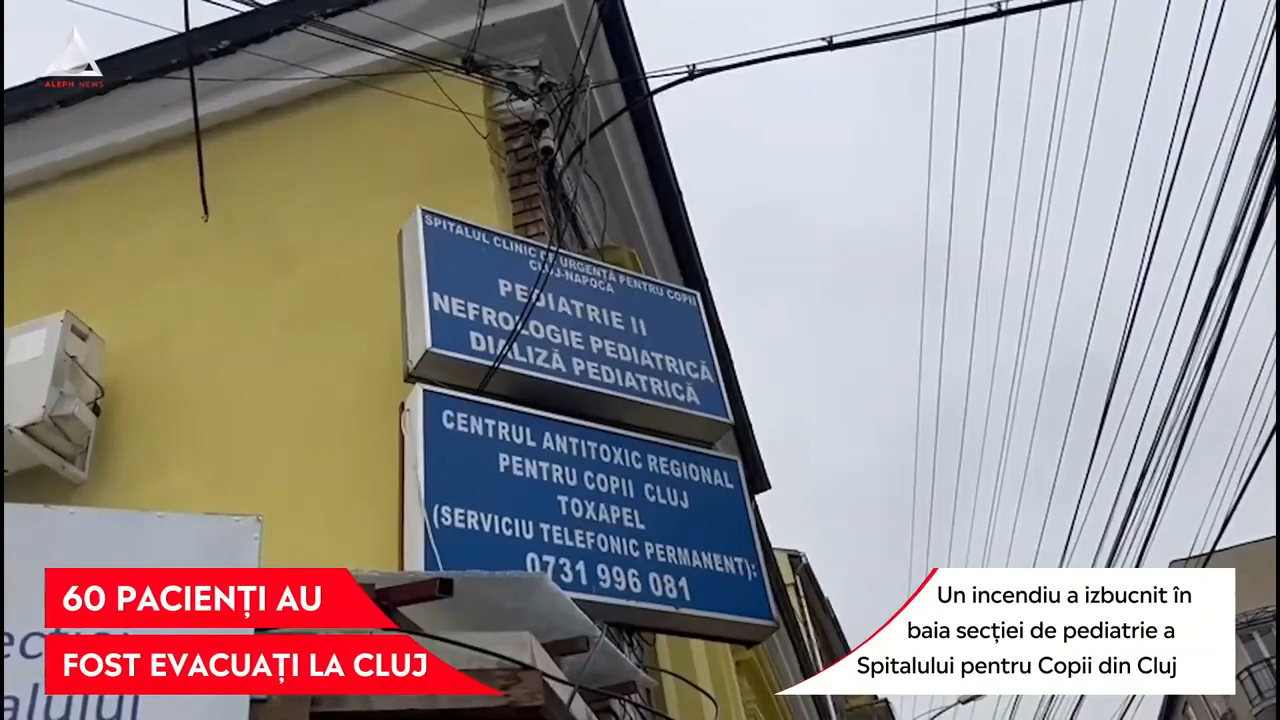 ALEPH NEWS
SPITALUL CLINIC DE URGENȚĂ PENTRU COPII
CLUJ-NAPOCA
PEDIATRIE II
NEFROLOGIE PEDIATRICĂ
DIALIZĂ PEDIATRICĂ
CENTRUL ANTITOXIC REGIONAL
PENTRU COPII CLUJ
TOXAPEL
(SERVICIU TELEFONIC PERMANENT):
0731 996 081
60 PACIENȚI AU
FOST EVACUAȚI LA CLUJ
Un incendiu a izbucnit în
baia secției de pediatrie a
Spitalului pentru Copii din Cluj